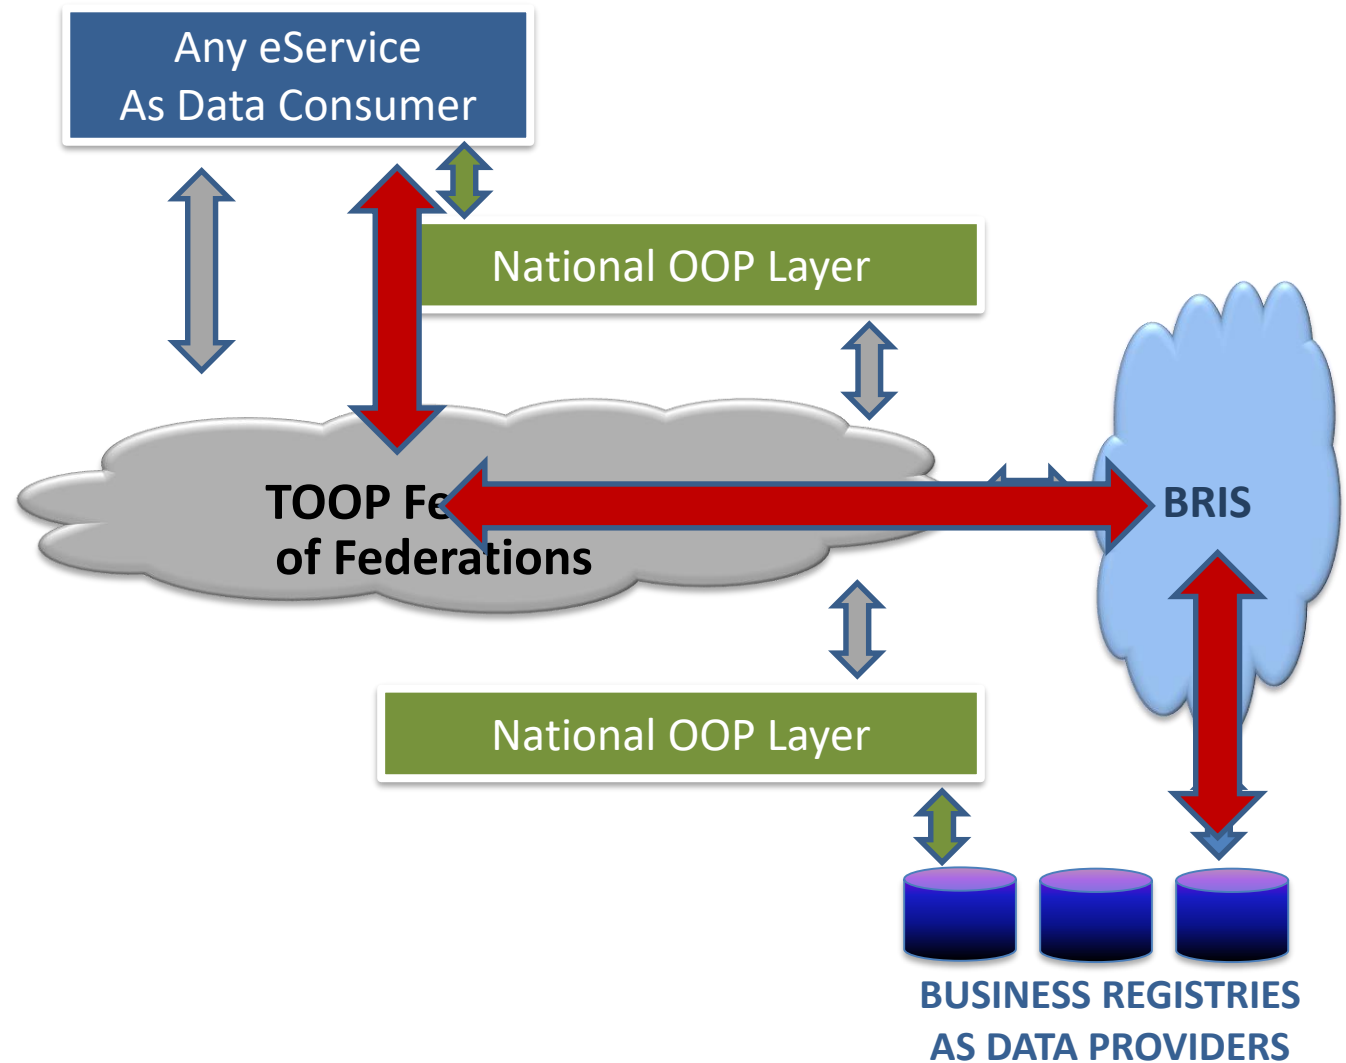 Any eService
As Data Consumer
National OOP Layer
TOOP
of Federations
BRIS
National OOP Layer
BUSINESS REGISTRIES
AS DATA PROVIDERS